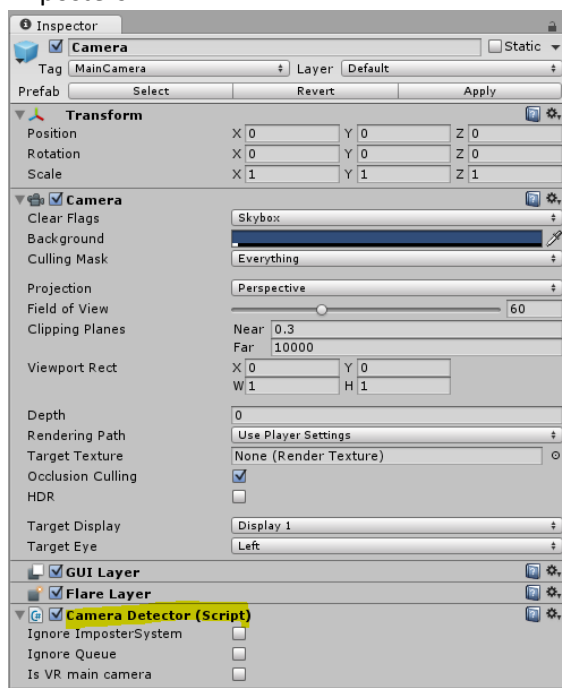 Inspector
Camera Static
Tag MainCamera Layer Default
Prefab Select Revert Apply
Transform
Position X 0 Y 0 Z 0
Rotation X 0 Y 0 Z 0
Scale X 1 Y 1 Z 1
Camera
Clear Flags Skybox
Background
Culling Mask Everything
Projection Perspective
Field of View 60
Clipping Planes Near 0.3
Far 10000
Viewport Rect X 0 Y 0
W 1 H 1
Depth 0
Rendering Path Use Player Settings
Target Texture None (Render Texture)
Occlusion Culling
HDR
Target Display Display 1
Target Eye Left
GUI Layer
Flare Layer
Camera Detector (Script)
Ignore ImposterSystem
Ignore Queue
Is VR main camera